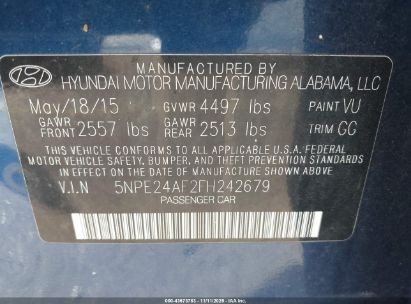 MANUFACTURED BY
HYUNDAI MOTOR MANUFACTURING ALABAMA, LLC
May/18/15 GVWR 4497 lbs PAINT VU
GAWR FRONT 2557 lbs GAWR REAR 2513 lbs TRIM GG
THIS VEHICLE CONFORMS TO ALL APPLICABLE U.S. FEDERAL
MOTOR VEHICLE SAFETY, BUMPER, AND THEFT PREVENTION
STANDARDS IN EFFECT ON THE DATE OF MANUFACTURE SHOWN ABOVE.
V.I.N 5NPE24AF2FH242679
PASSENGER CAR